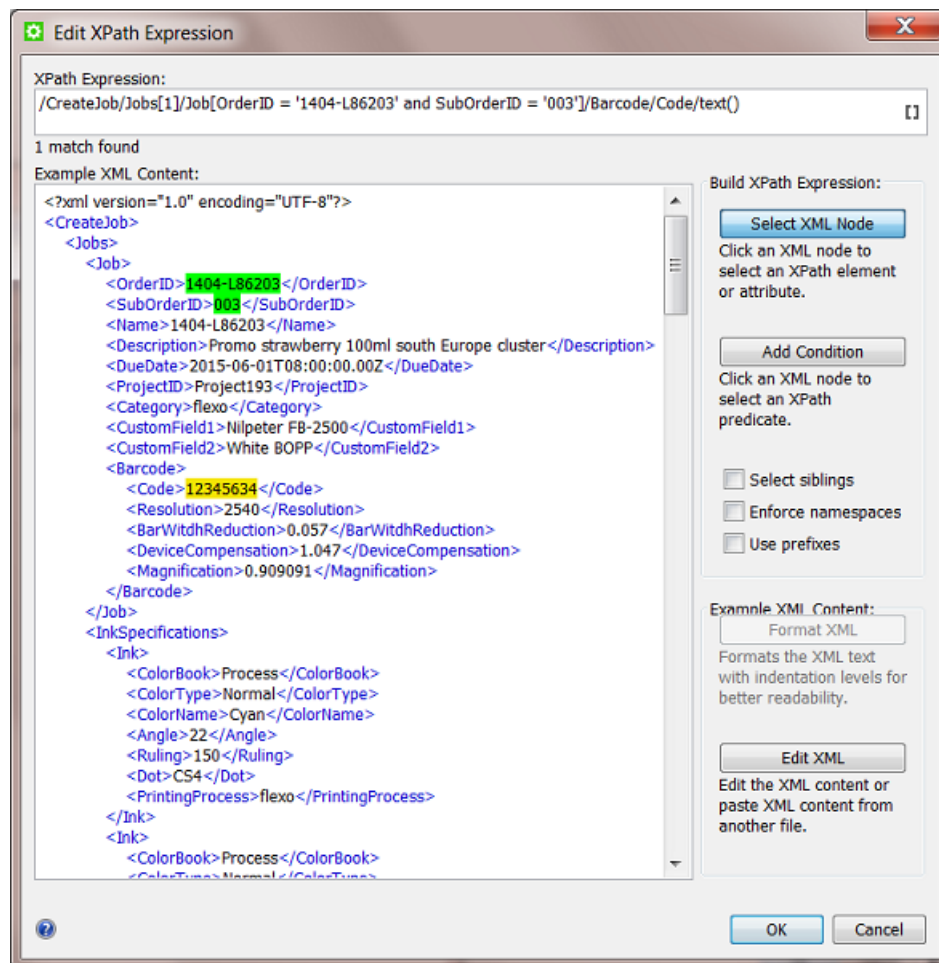 Edit XPath Expression
XPath Expression:
/CreateJob/Jobs[1]/Job[OrderID = '1404-L86203' and SubOrderID = '003']/Barcode/Code/text()
[]
1 match found
Example XML Content:
<?xml version="1.0" encoding="UTF-8"?>
<CreateJob>
<Jobs>
<Job>
<OrderID>1404-L86203</OrderID>
<SubOrderID>003</SubOrderID>
<Name>1404-L86203</Name>
<Description>Promo strawberry 100ml south Europe cluster</Description>
<DueDate>2015-06-01T08:00:00.00Z</DueDate>
<ProjectID>Project193</ProjectID>
<Category>flexo</Category>
<CustomField1>Nilpeter FB-2500</CustomField1>
<CustomField2>White BOPP</CustomField2>
<Barcode>
<Code>12345634</Code>
<Resolution>2540</Resolution>
<BarWitdhReduction>0.057</BarWitdhReduction>
<DeviceCompensation>1.047</DeviceCompensation>
<Magnification>0.909091</Magnification>
</Barcode>
</Job>
<InkSpecifications>
<Ink>
<ColorBook>Process</ColorBook>
<ColorType>Normal</ColorType>
<ColorName>Cyan</ColorName>
<Angle>22</Angle>
<Ruling>150</Ruling>
<Dot>CS4</Dot>
<PrintingProcess>flexo</PrintingProcess>
</Ink>
<Ink>
<ColorBook>Process</ColorBook>
<ColorType>Normal</ColorType>
Build XPath Expression:
Select XML Node
Click an XML node to
select an XPath element
or attribute.
Add Condition
Click an XML node to
select an XPath
predicate.
Select siblings
Enforce namespaces
Use prefixes
Example XML Content:
Format XML
Formats the XML text
with indentation levels for
better readability.
Edit XML
Edit the XML content or
paste XML content from
another file.
?
OK
Cancel